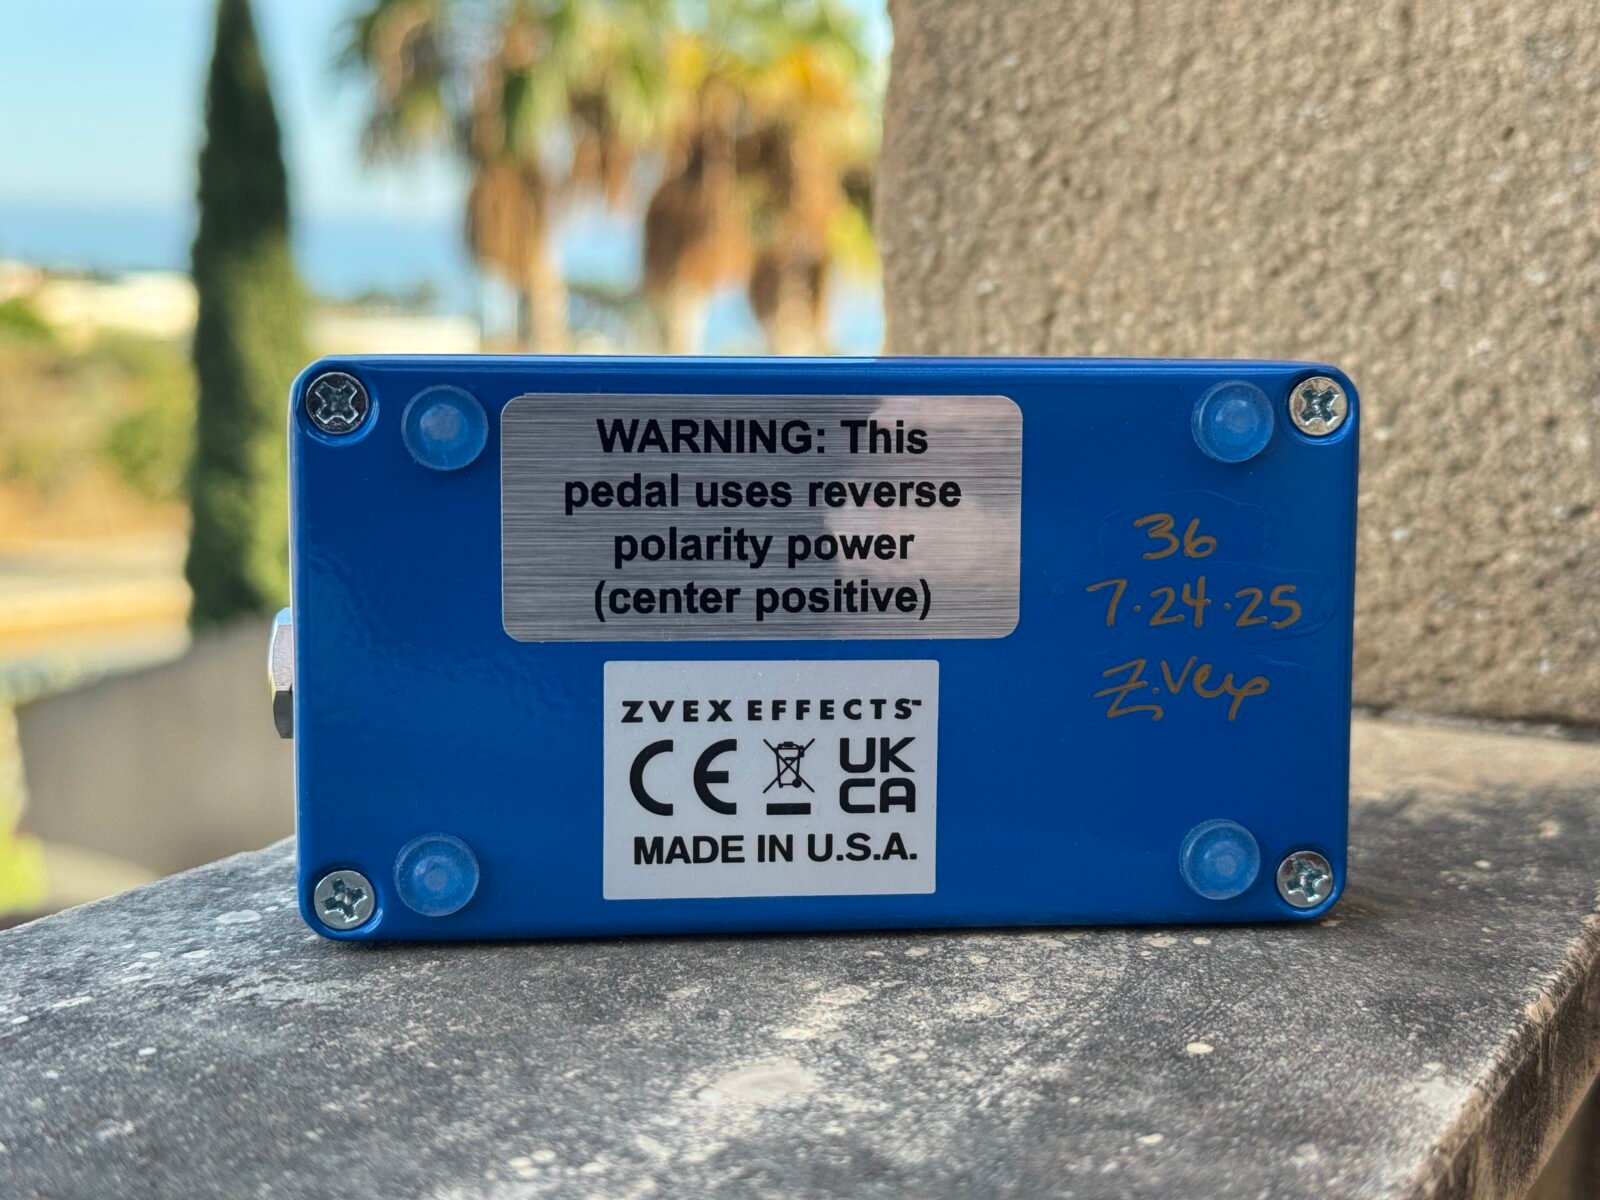 WARNING: This
pedal uses reverse
polarity power
(center positive)
36
7.24.25
Z.Vex
ZVEX EFFECTS™
CE UK
CA
MADE IN U.S.A.